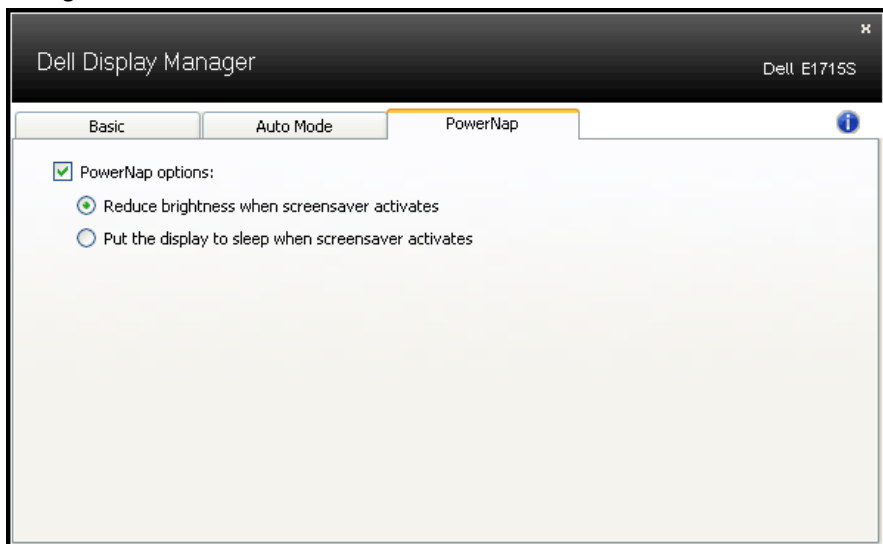 x
Dell Display Manager
Dell E1715S
Basic
Auto Mode
PowerNap
i
PowerNap options:
Reduce brightness when screensaver activates
Put the display to sleep when screensaver activates